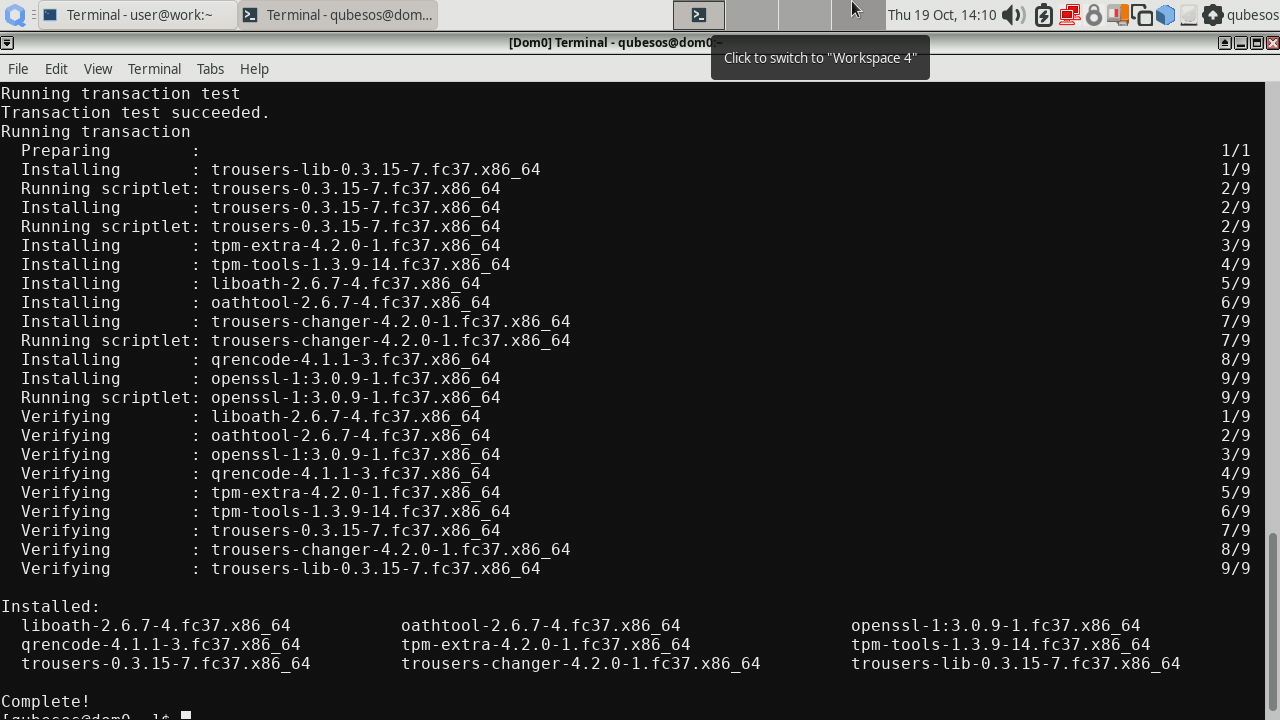 Terminal - user@work:~ Terminal - qubesos@dom... Thu 19 Oct, 14:10 qubesos
[Dom0] Terminal - qubesos@dom0:~
Click to switch to "Workspace 4"
File Edit View Terminal Tabs Help
Running transaction test
Transaction test succeeded.
Running transaction
Preparing : 1/1
Installing : trousers-lib-0.3.15-7.fc37.x86_64 1/9
Running scriptlet: trousers-0.3.15-7.fc37.x86_64 2/9
Installing : trousers-0.3.15-7.fc37.x86_64 2/9
Running scriptlet: trousers-0.3.15-7.fc37.x86_64 2/9
Installing : tpm-extra-4.2.0-1.fc37.x86_64 3/9
Installing : tpm-tools-1.3.9-14.fc37.x86_64 4/9
Installing : liboath-2.6.7-4.fc37.x86_64 5/9
Installing : oathtool-2.6.7-4.fc37.x86_64 6/9
Installing : trousers-changer-4.2.0-1.fc37.x86_64 7/9
Running scriptlet: trousers-changer-4.2.0-1.fc37.x86_64 7/9
Installing : qrencode-4.1.1-3.fc37.x86_64 8/9
Installing : openssl-1:3.0.9-1.fc37.x86_64 9/9
Running scriptlet: openssl-1:3.0.9-1.fc37.x86_64 9/9
Verifying : liboath-2.6.7-4.fc37.x86_64 1/9
Verifying : oathtool-2.6.7-4.fc37.x86_64 2/9
Verifying : openssl-1:3.0.9-1.fc37.x86_64 3/9
Verifying : qrencode-4.1.1-3.fc37.x86_64 4/9
Verifying : tpm-extra-4.2.0-1.fc37.x86_64 5/9
Verifying : tpm-tools-1.3.9-14.fc37.x86_64 6/9
Verifying : trousers-0.3.15-7.fc37.x86_64 7/9
Verifying : trousers-changer-4.2.0-1.fc37.x86_64 8/9
Verifying : trousers-lib-0.3.15-7.fc37.x86_64 9/9
Installed:
liboath-2.6.7-4.fc37.x86_64 oathtool-2.6.7-4.fc37.x86_64 openssl-1:3.0.9-1.fc37.x86_64
qrencode-4.1.1-3.fc37.x86_64 tpm-extra-4.2.0-1.fc37.x86_64 tpm-tools-1.3.9-14.fc37.x86_64
trousers-0.3.15-7.fc37.x86_64 trousers-changer-4.2.0-1.fc37.x86_64 trousers-lib-0.3.15-7.fc37.x86_64
Complete!
[qubesos@dom0 ~]$